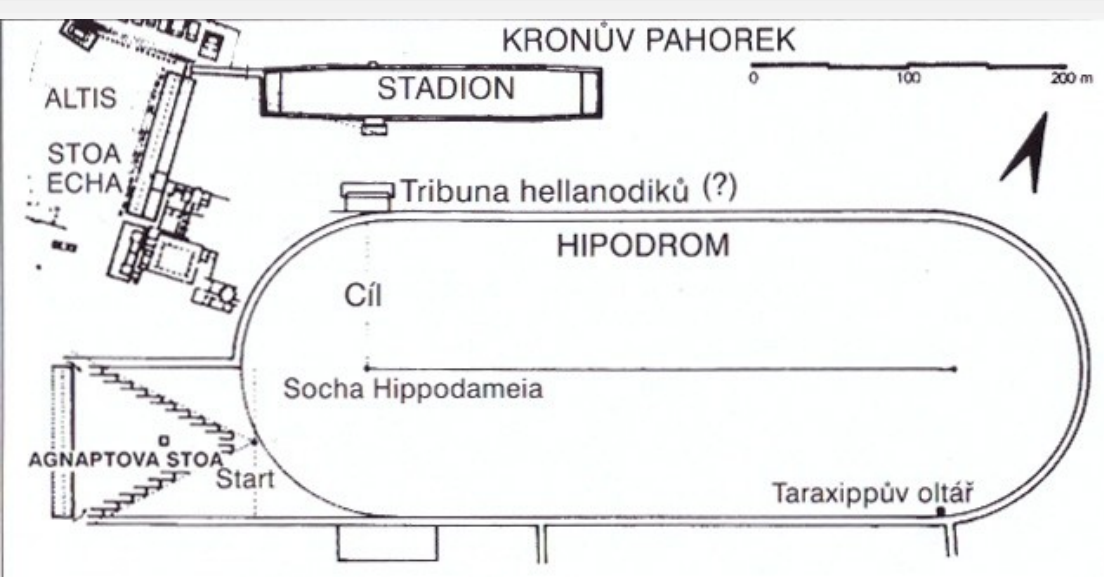 KRONŮV PAHOREK
0 100 200 m
STADION
ALTIS
STOA
ECHA
Tribuna hellanodiků (?)
HIPODROM
Cíl
Socha Hippodameia
AGNAPTOVA STOA
Start
Taraxippův oltář